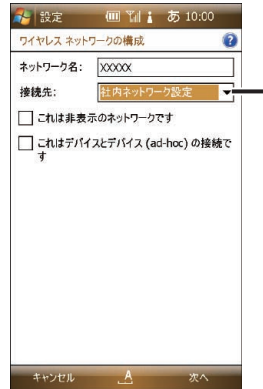 設定 あ 10:00
ワイヤレス ネットワークの構成
ネットワーク名: XXXXX
接続先: 社内ネットワーク設定
これは非表示のネットワークです
これはデバイスとデバイス (ad-hoc) の接続で
す
キャンセル A 次へ